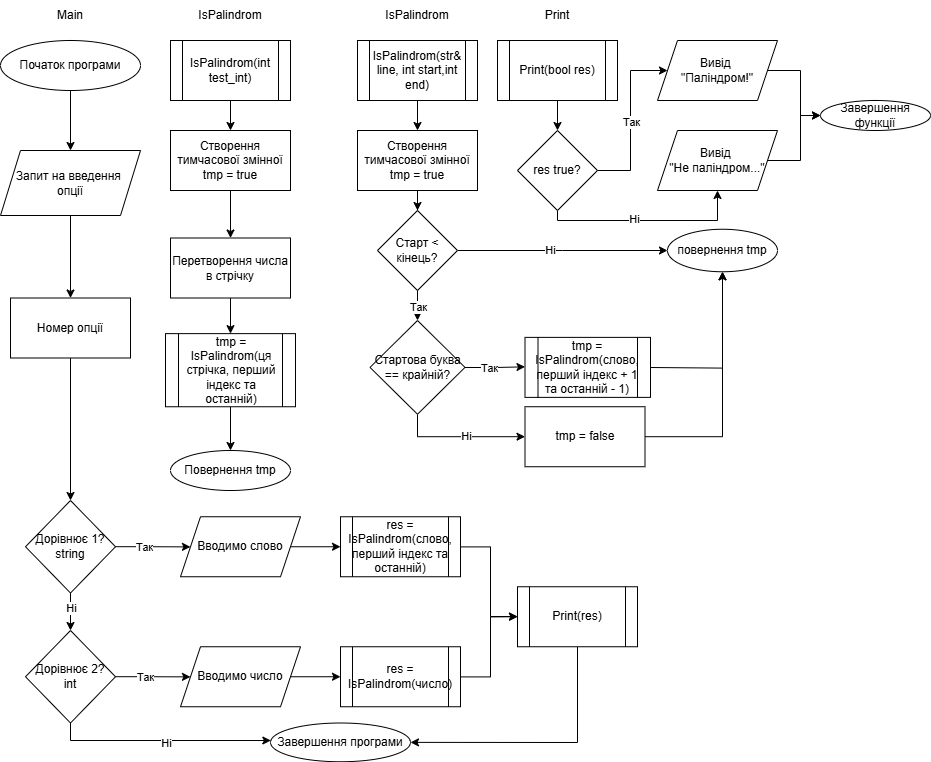 Main
IsPalindrom
IsPalindrom
Print
Початок програми
IsPalindrom(int
test_int)
IsPalindrom(str&
line, int start,int
end)
Print(bool res)
Вивід
"Паліндром!"
Завершення
функції
Так
Запит на введення
опції
Створення
тимчасової змінної
tmp = true
Створення
тимчасової змінної
tmp = true
res true?
Вивід
"Не паліндром..."
Ні
Перетворення числа
в стрічку
Старт <
кінець?
Ні
повернення tmp
Номер опції
Так
tmp =
IsPalindrom(ця
стрічка, перший
індекс та
останній)
Стартова буква
== крайній?
Так
tmp =
IsPalindrom(слово,
перший індекс + 1
та останній - 1)
Ні
tmp = false
Повернення tmp
Дорівнює 1?
string
Так
Вводимо слово
res =
IsPalindrom(слово,
перший індекс та
останній)
Ні
Print(res)
Дорівнює 2?
int
Так
Вводимо число
res =
IsPalindrom(число)
Ні
Завершення програми